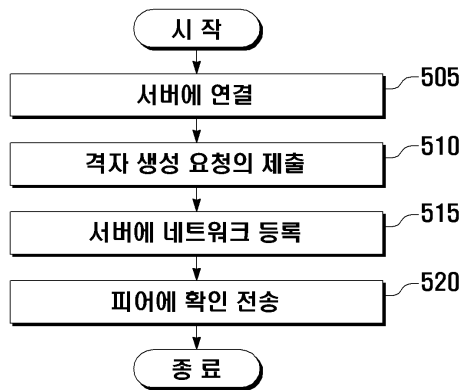 시 작
서버에 연결
505
격자 생성 요청의 제출
510
서버에 네트워크 등록
515
피어에 확인 전송
520
종 료